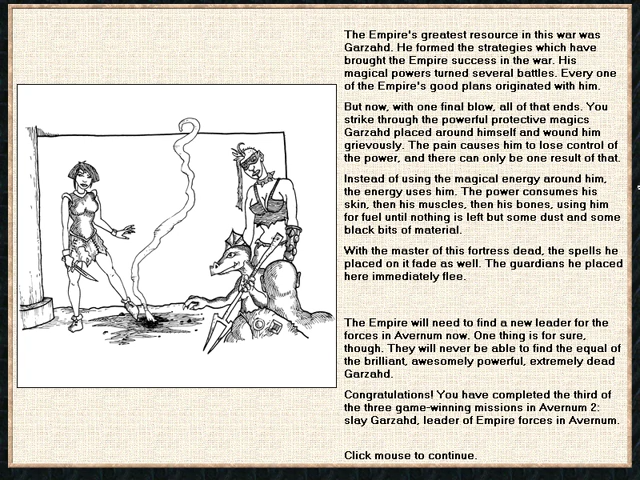 The Empire's greatest resource in this war was
Garzahd. He formed the strategies which have
brought the Empire success in the war. His
magical powers turned several battles. Every one
of the Empire's good plans originated with him.
But now, with one final blow, all of that ends. You
strike through the powerful protective magics
Garzahd placed around himself and wound him
grievously. The pain causes him to lose control of
the power, and there can only be one result of that.
Instead of using the magical energy around him,
the energy uses him. The power consumes his
skin, then his muscles, then his bones, using him
for fuel until nothing is left but some dust and some
black bits of material.
With the master of this fortress dead, the spells he
placed on it fade as well. The guardians he placed
here immediately flee.
The Empire will need to find a new leader for the
forces in Avernum now. One thing is for sure,
though. They will never be able to find the equal of
the brilliant, awesomely powerful, extremely dead
Garzahd.
Congratulations! You have completed the third of
the three game-winning missions in Avernum 2:
slay Garzahd, leader of Empire forces in Avernum.
Click mouse to continue.